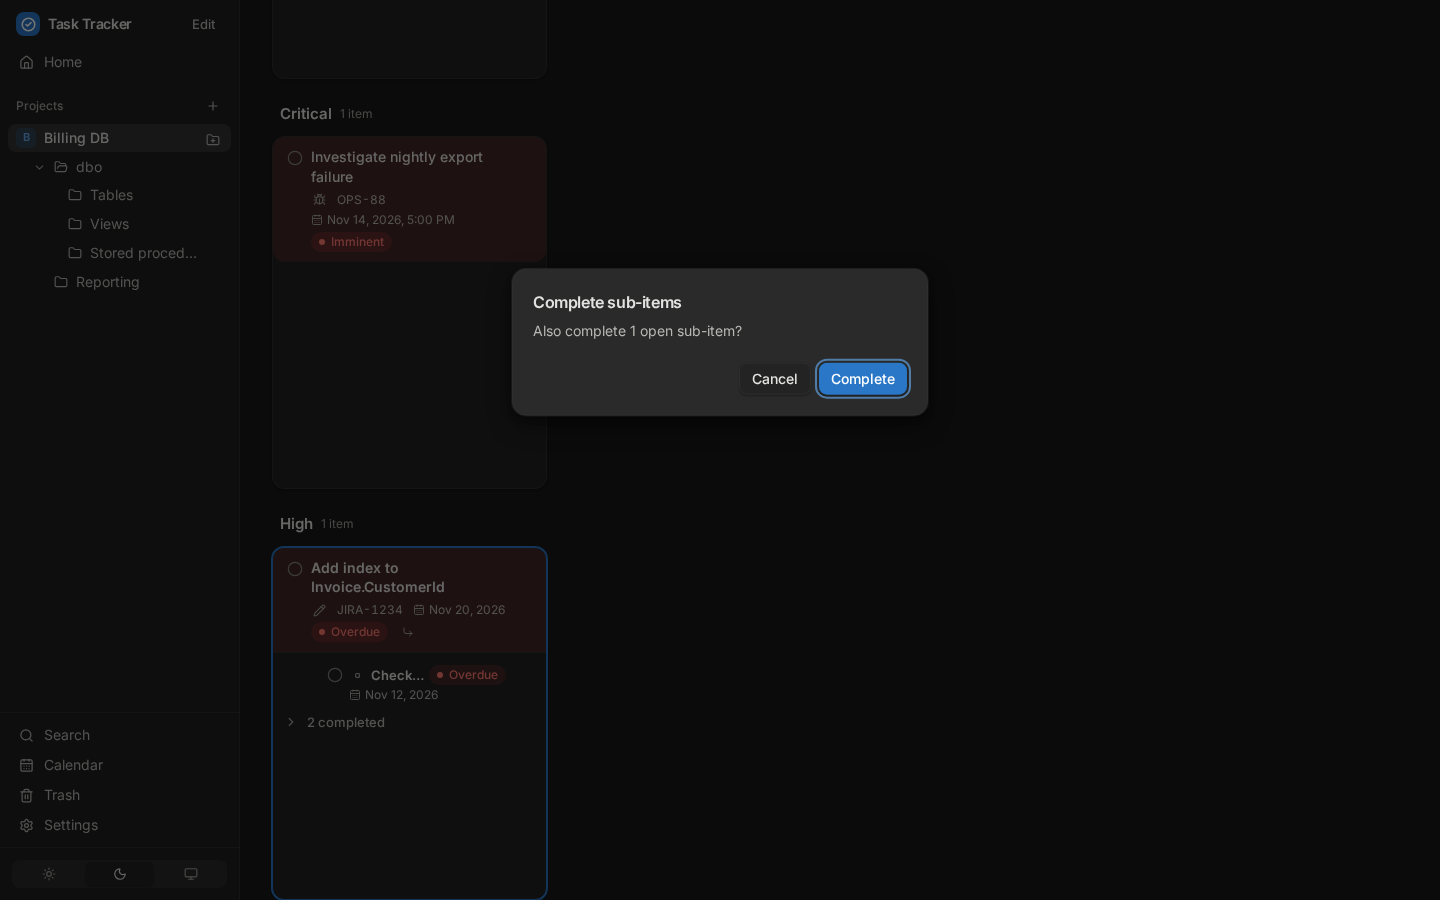 Task Tracker
Edit
Home
Projects
B Billing DB
dbo
Tables
Views
Stored proced...
Reporting
Search
Calendar
Trash
Settings
Critical 1 item
Investigate nightly export
failure
OPS-88
Nov 14, 2026, 5:00 PM
Imminent
High 1 item
Add index to
Invoice.CustomerId
JIRA-1234 Nov 20, 2026
Overdue
Check... Overdue
Nov 12, 2026
2 completed
Complete sub-items
Also complete 1 open sub-item?
Cancel Complete